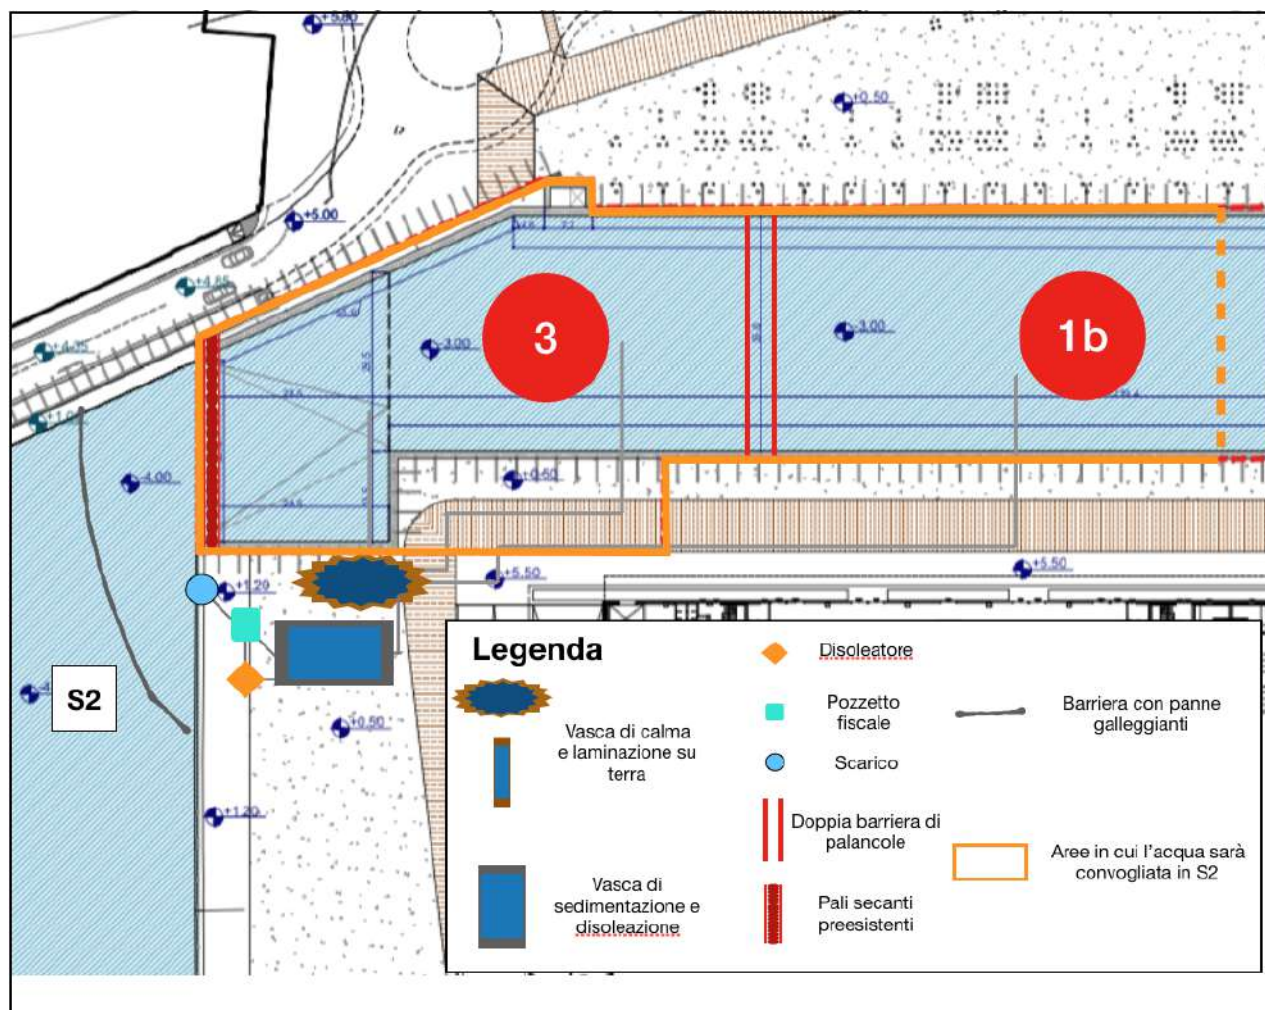 +5.80
+0.50
+5.00
+4.85
+4.35
+1.0
3
1b
-3.00
-3.00
-4.00
+0.50
+1.20
+5.50
+5.50
S2
+0.50
+1.20
Legenda
Vasca di calma
e laminazione su
terra
Vasca di
sedimentazione e
disoleazione
Disoleatore
Pozzetto
fiscale
Scarico
Doppia barriera di
palancole
Pali secanti
preesistenti
Barriera con panne
galleggianti
Aree in cui l'acqua sarà
convogliata in S2